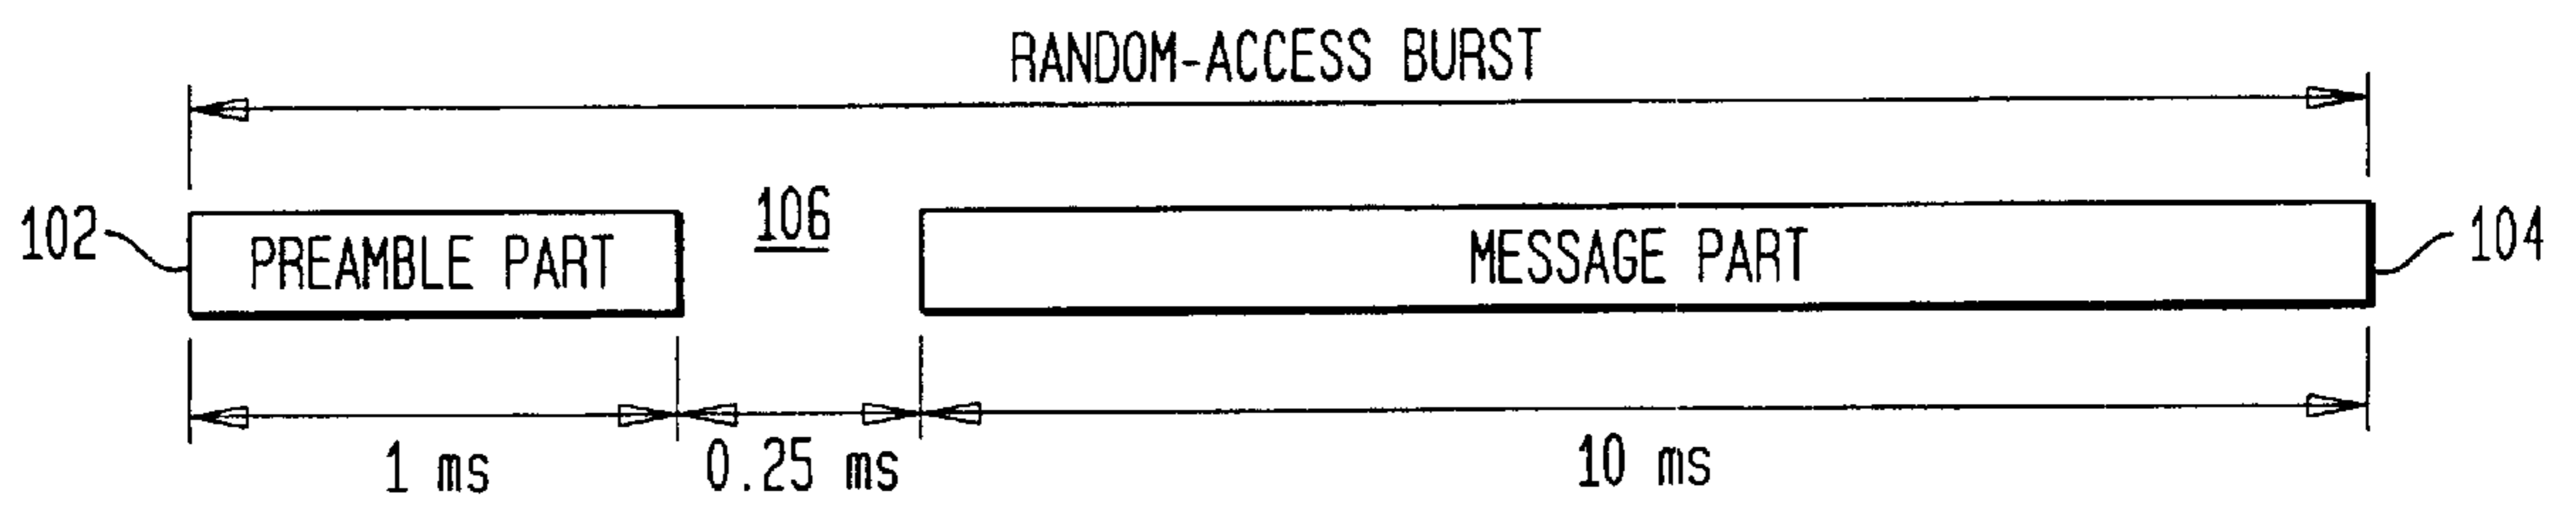 RANDOM-ACCESS BURST
102
PREAMBLE PART
106
MESSAGE PART
104
1 ms
0.25 ms
10 ms